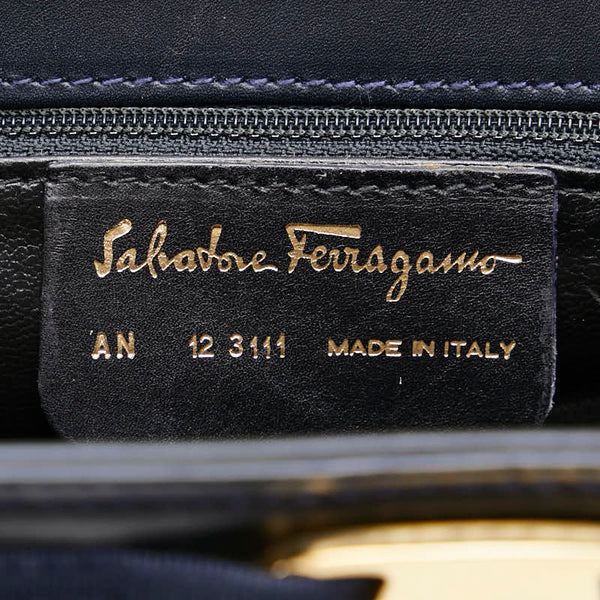 Salvatore Ferragamo
AN 12 3111 MADE IN ITALY